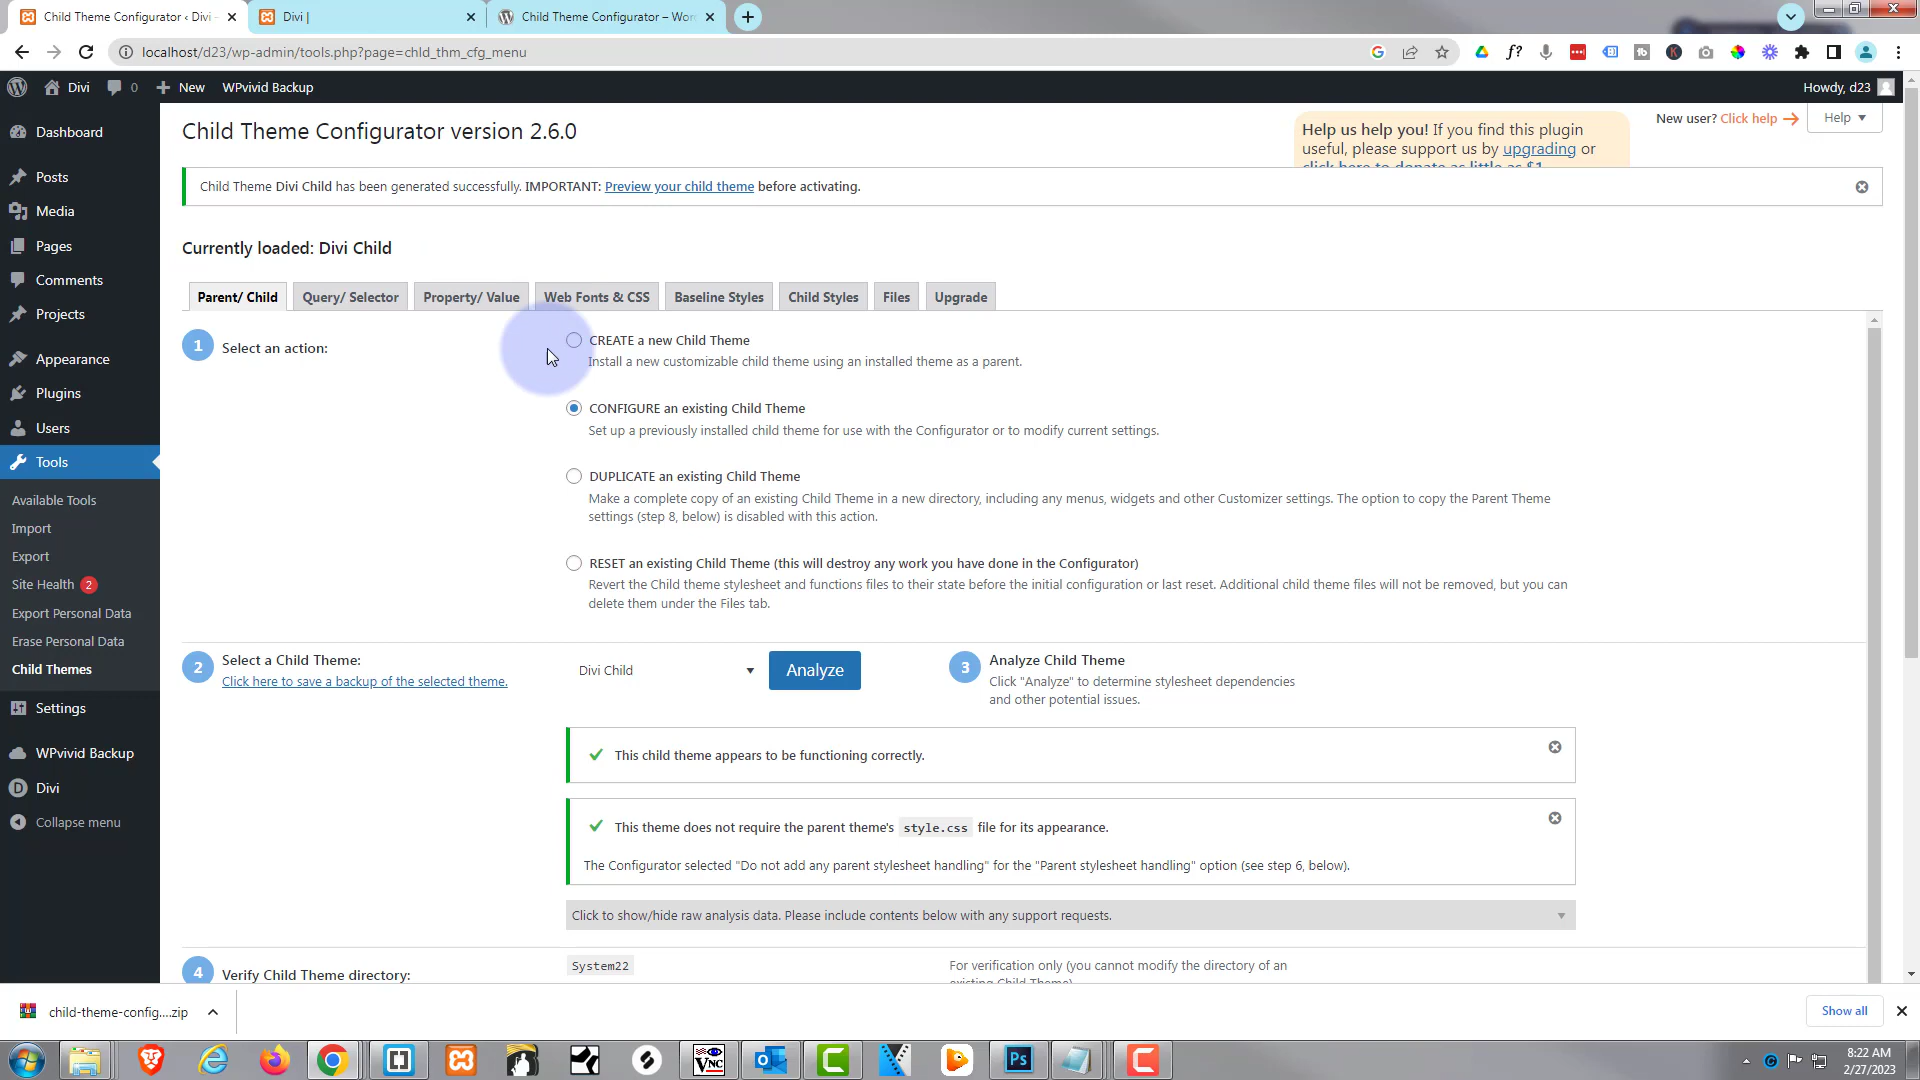 Child Theme Configurator ‹ Divi –
Divi |
Child Theme Configurator – Wor
localhost/d23/wp-admin/tools.php?page=chld_thm_cfg_menu
Divi
0
New
WPvivid Backup
Howdy, d23
Dashboard
Posts
Media
Pages
Comments
Projects
Appearance
Plugins
Users
Tools
Available Tools
Import
Export
Site Health 2
Export Personal Data
Erase Personal Data
Child Themes
Settings
WPvivid Backup
Divi
Collapse menu
Child Theme Configurator version 2.6.0
Help us help you! If you find this plugin
useful, please support us by upgrading or
click here to donate as little as $1
New user? Click help
Help
Child Theme Divi Child has been generated successfully. IMPORTANT: Preview your child theme before activating.
Currently loaded: Divi Child
Parent/ Child
Query/ Selector
Property/ Value
Web Fonts & CSS
Baseline Styles
Child Styles
Files
Upgrade
1
Select an action:
CREATE a new Child Theme
Install a new customizable child theme using an installed theme as a parent.
CONFIGURE an existing Child Theme
Set up a previously installed child theme for use with the Configurator or to modify current settings.
DUPLICATE an existing Child Theme
Make a complete copy of an existing Child Theme in a new directory, including any menus, widgets and other Customizer settings. The option to copy the Parent Theme
settings (step 8, below) is disabled with this action.
RESET an existing Child Theme (this will destroy any work you have done in the Configurator)
Revert the Child theme stylesheet and functions files to their state before the initial configuration or last reset. Additional child theme files will not be removed, but you can
delete them under the Files tab.
2
Select a Child Theme:
Click here to save a backup of the selected theme.
Divi Child
Analyze
3
Analyze Child Theme
Click "Analyze" to determine stylesheet dependencies
and other potential issues.
This child theme appears to be functioning correctly.
This theme does not require the parent theme's style.css file for its appearance.
The Configurator selected "Do not add any parent stylesheet handling" for the "Parent stylesheet handling" option (see step 6, below).
Click to show/hide raw analysis data. Please include contents below with any support requests.
4
Verify Child Theme directory:
System22
For verification only (you cannot modify the directory of an
existing Child Theme)
child-theme-config....zip
Show all
8:22 AM
2/27/2023